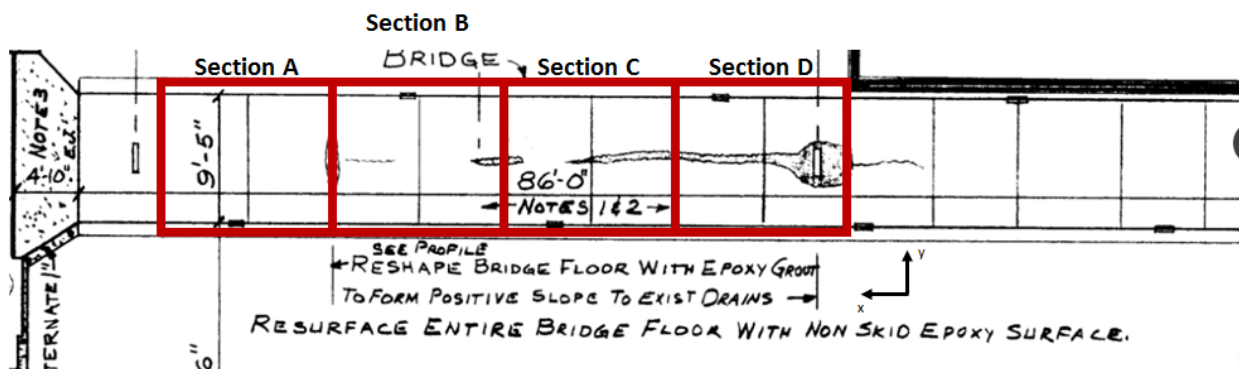 Section B
Section A
BRIDGE
Section C
Section D
NOTE 3
4'-10"
9'-5"
86'-0"
NOTES 1 & 2
SEE PROFILE
RESHAPE BRIDGE FLOOR WITH EPOXY GROUT
TO FORM POSITIVE SLOPE TO EXIST DRAINS
RESURFACE ENTIRE BRIDGE FLOOR WITH NON SKID EPOXY SURFACE.
y
x
TERNATE 1"
6"